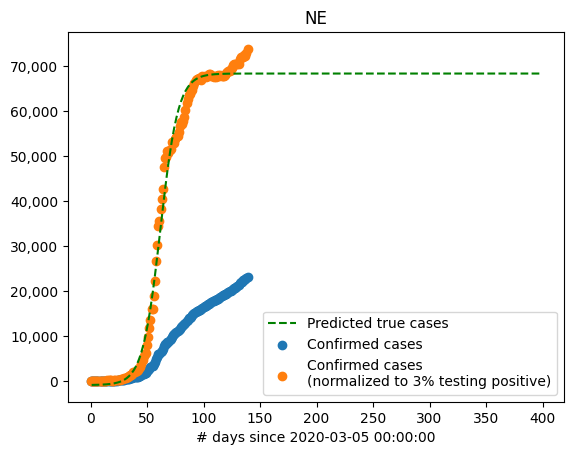 NE
70,000
60,000
50,000
40,000
30,000
20,000
10,000
0
Predicted true cases
Confirmed cases
Confirmed cases
(normalized to 3% testing positive)
0 50 100 150 200 250 300 350 400
# days since 2020-03-05 00:00:00